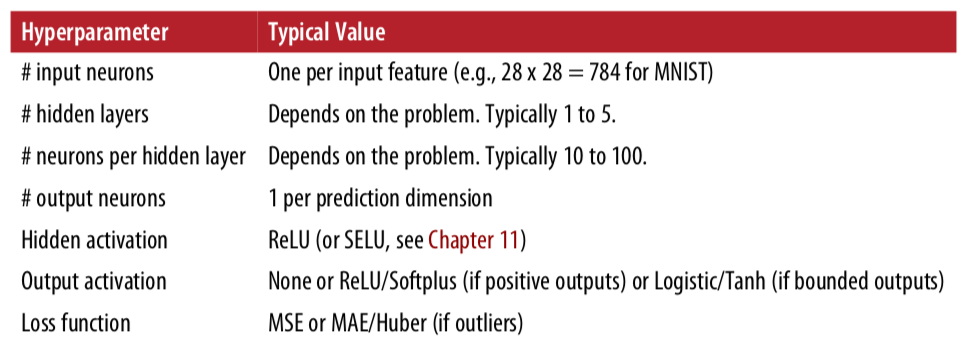 Hyperparameter Typical Value
# input neurons One per input feature (e.g., 28 x 28 = 784 for MNIST)
# hidden layers Depends on the problem. Typically 1 to 5.
# neurons per hidden layer Depends on the problem. Typically 10 to 100.
# output neurons 1 per prediction dimension
Hidden activation ReLU (or SELU, see Chapter 11)
Output activation None or ReLU/Softplus (if positive outputs) or Logistic/Tanh (if bounded outputs)
Loss function MSE or MAE/Huber (if outliers)